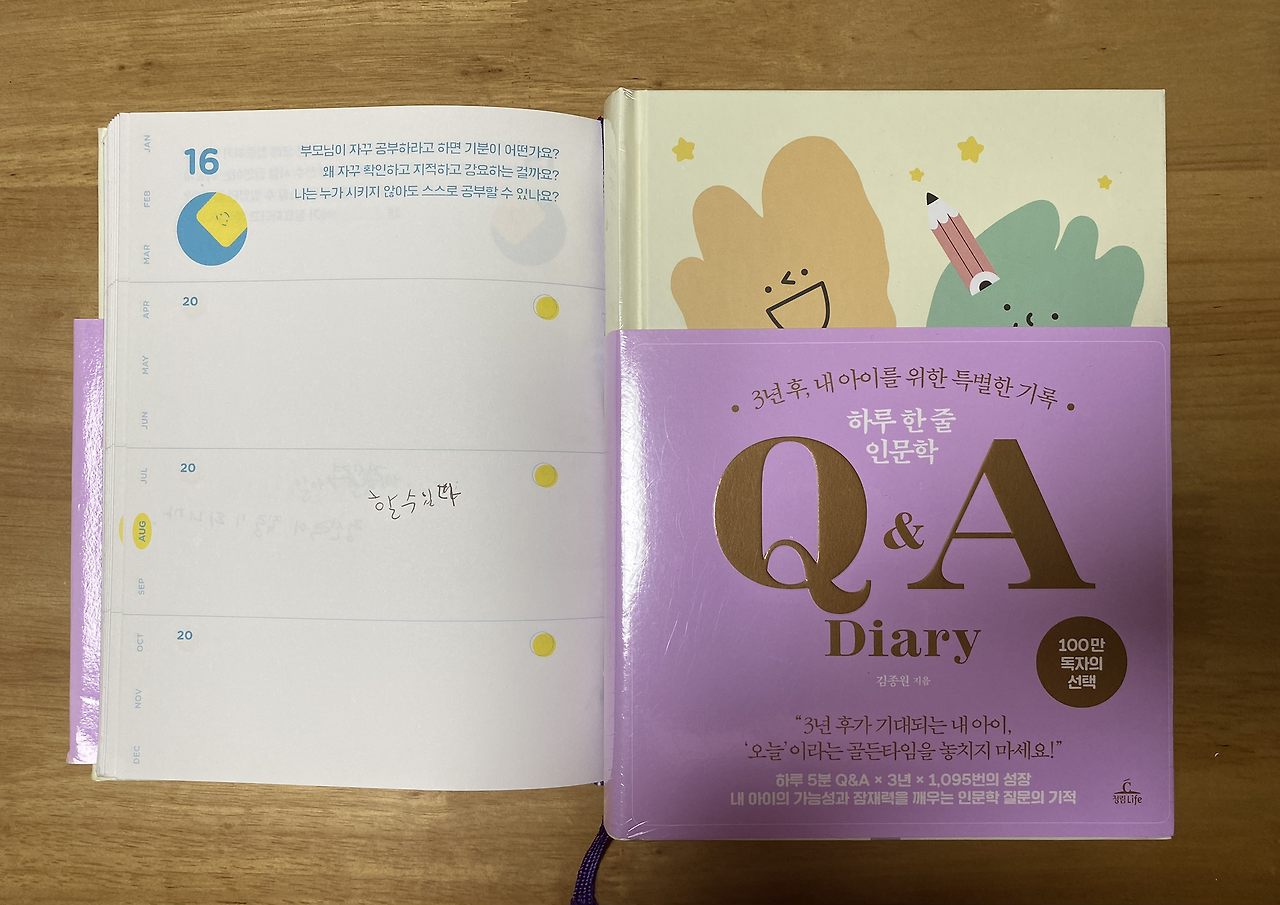 JAN
FEB
MAR
APR
MAY
JUN
JUL
AUG
SEP
OCT
NOV
DEC
16
부모님이 자꾸 공부하라고 하면 기분이 어떤가요?
왜 자꾸 확인하고 지적하고 강요하는 걸까요?
나는 누가 시키지 않아도 스스로 공부할 수 있나요?
20
20
할 수 있따
20
3년 후, 내 아이를 위한 특별한 기록
하루 한 줄
인문학
Q&A
Diary
김종원 지음
100만
독자의
선택
“3년 후가 기대되는 내 아이,
‘오늘’이라는 골든타임을 놓치지 마세요!”
하루 5분 Q&A × 3년 × 1,095번의 성장
내 아이의 가능성과 잠재력을 깨우는 인문학 질문의 기적
청림Life